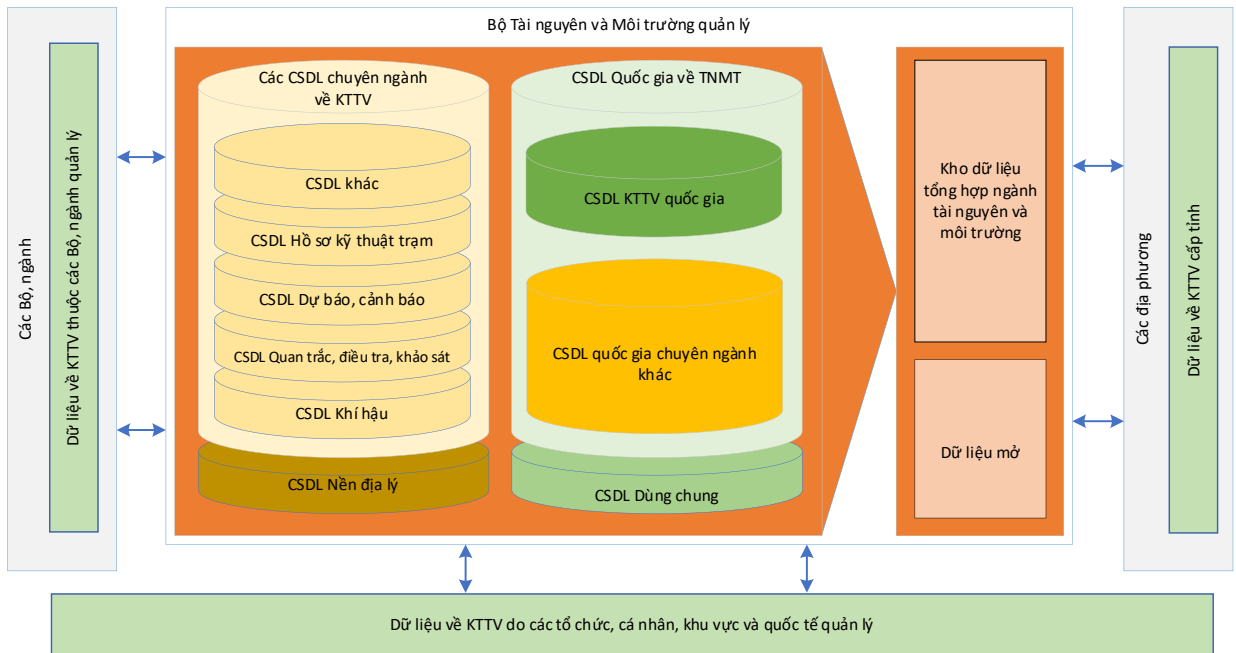 Bộ Tài nguyên và Môi trường quản lý
Các Bộ, ngành
Dữ liệu về KTTV thuộc các Bộ, ngành quản lý
Các CSDL chuyên ngành
về KTTV
CSDL khác
CSDL Hồ sơ kỹ thuật trạm
CSDL Dự báo, cảnh báo
CSDL Quan trắc, điều tra, khảo sát
CSDL Khí hậu
CSDL Nền địa lý
CSDL Quốc gia về TNMT
CSDL KTTV quốc gia
CSDL quốc gia chuyên ngành
khác
CSDL Dùng chung
Kho dữ liệu
tổng hợp ngành
tài nguyên và
môi trường
Dữ liệu mở
Các địa phương
Dữ liệu về KTTV cấp tỉnh
Dữ liệu về KTTV do các tổ chức, cá nhân, khu vực và quốc tế quản lý